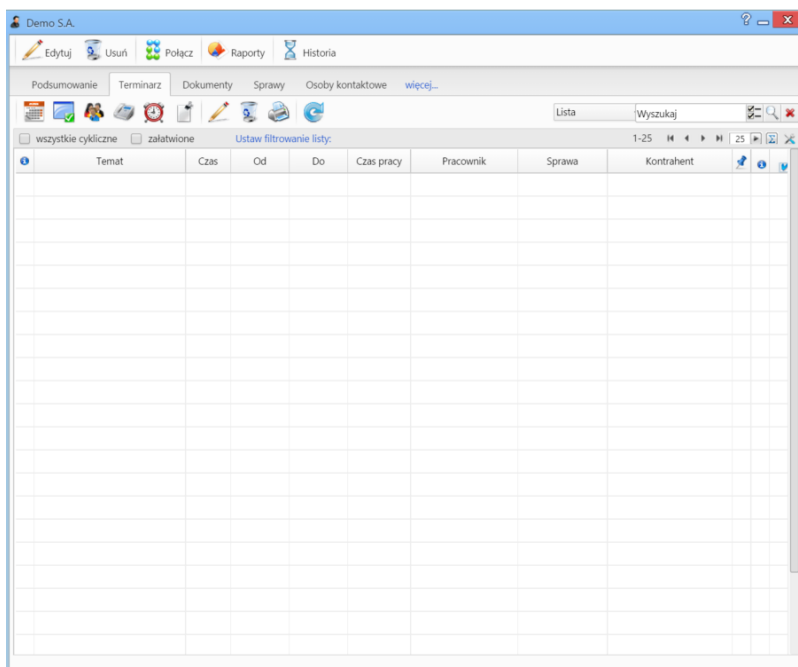 Demo S.A.
Edytuj Usuń Połącz Raporty Historia
Podsumowanie Terminarz Dokumenty Sprawy Osoby kontaktowe więcej...
Lista Wyszukaj
wszystkie cykliczne załatwione Ustaw filtrowanie listy: 1-25 25
Temat Czas Od Do Czas pracy Pracownik Sprawa Kontrahent